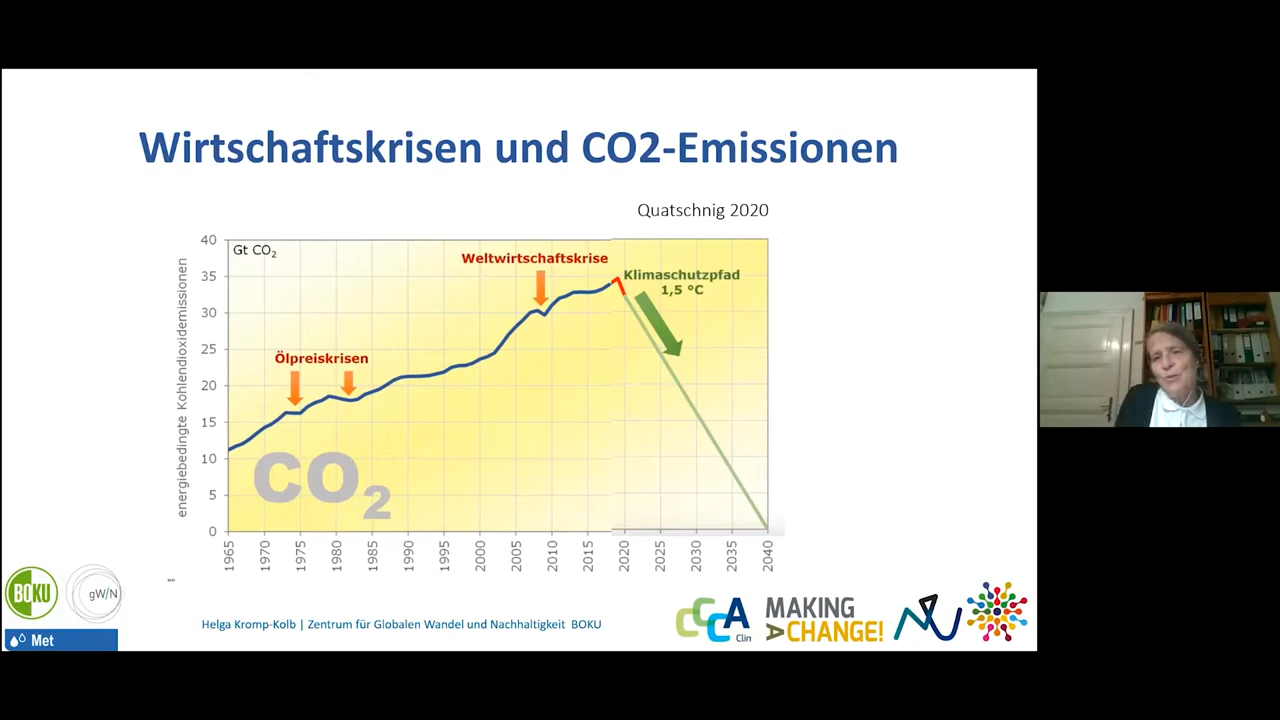 Wirtschaftskrisen und CO2-Emissionen
Quatschnig 2020
40
35
30
25
20
15
10
5
0
energiebedingte Kohlendioxidemissionen
Gt CO₂
Weltwirtschaftskrise
Klimaschutzpfad
1,5 °C
Ölpreiskrisen
CO₂
1965
1970
1975
1980
1985
1990
1995
2000
2005
2010
2015
2020
2025
2030
2035
2040
BOKU
gW/N
Met
Helga Kromp-Kolb | Zentrum für Globalen Wandel und Nachhaltigkeit BOKU
CCCA
Clin
MAKING
A CHANGE!